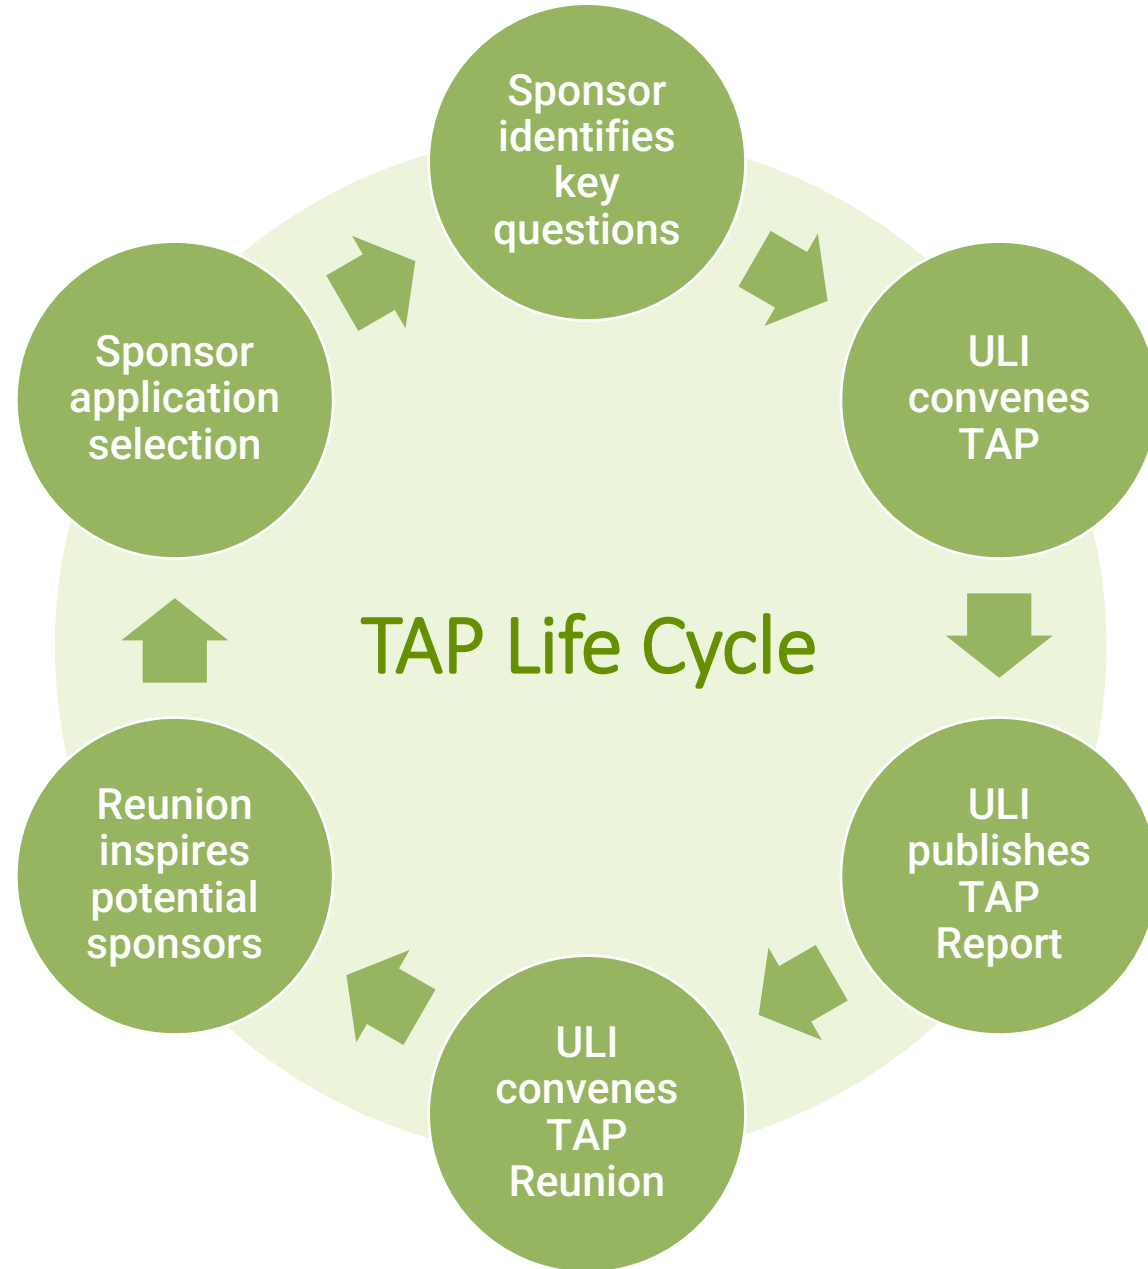 Sponsor
identifies
key
questions
ULI
convenes
TAP
ULI
publishes
TAP
Report
ULI
convenes
TAP
Reunion
Reunion
inspires
potential
sponsors
Sponsor
application
selection
TAP Life Cycle